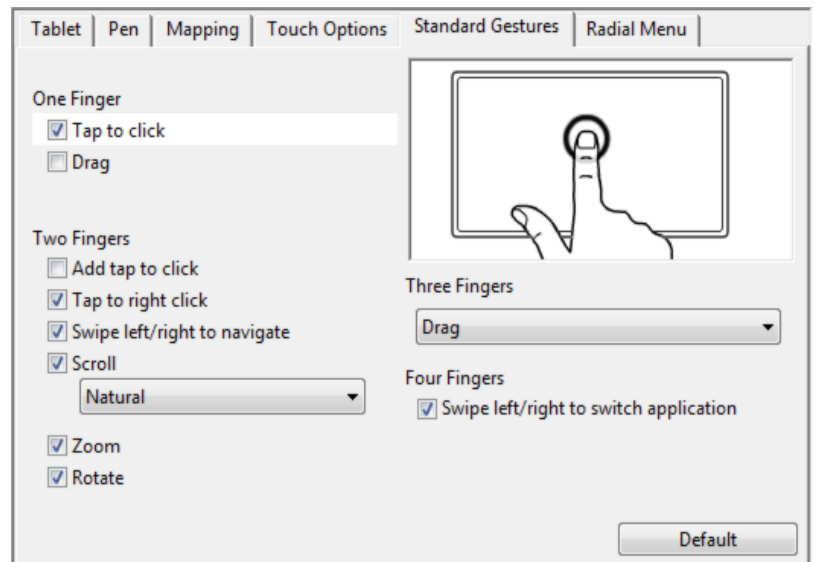 Tablet Pen Mapping Touch Options Standard Gestures Radial Menu
One Finger
Tap to click
Drag
Two Fingers
Add tap to click
Tap to right click
Swipe left/right to navigate
Scroll
Natural
Zoom
Rotate
Three Fingers
Drag
Four Fingers
Swipe left/right to switch application
Default